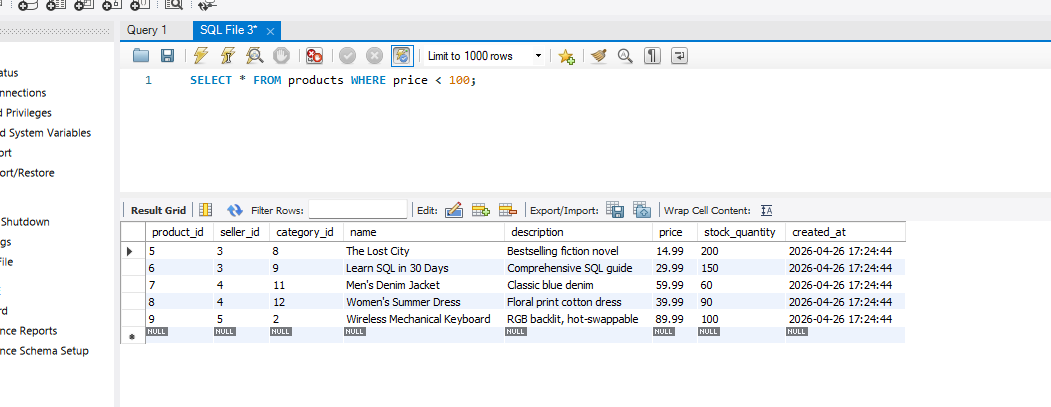 Query 1 SQL File 3*
Limit to 1000 rows
1 SELECT * FROM products WHERE price < 100;
atus
nnections
d Privileges
d System Variables
ort
ort/Restore
Shutdown
gs
File
rd
nce Reports
nce Schema Setup
Result Grid Filter Rows: Edit: Export/Import: Wrap Cell Content:
product_id seller_id category_id name description price stock_quantity created_at
5 3 8 The Lost City Bestselling fiction novel 14.99 200 2026-04-26 17:24:44
6 3 9 Learn SQL in 30 Days Comprehensive SQL guide 29.99 150 2026-04-26 17:24:44
7 4 11 Men's Denim Jacket Classic blue denim 59.99 60 2026-04-26 17:24:44
8 4 12 Women's Summer Dress Floral print cotton dress 39.99 90 2026-04-26 17:24:44
9 5 2 Wireless Mechanical Keyboard RGB backlit, hot-swappable 89.99 100 2026-04-26 17:24:44
NULL NULL NULL NULL NULL NULL NULL NULL